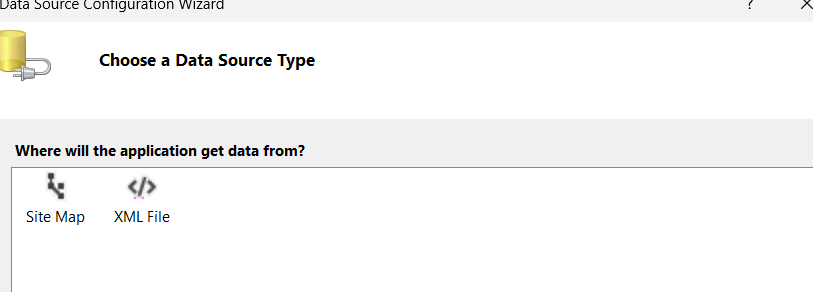 Data Source Configuration Wizard
?
Choose a Data Source Type
Where will the application get data from?
Site Map
XML File